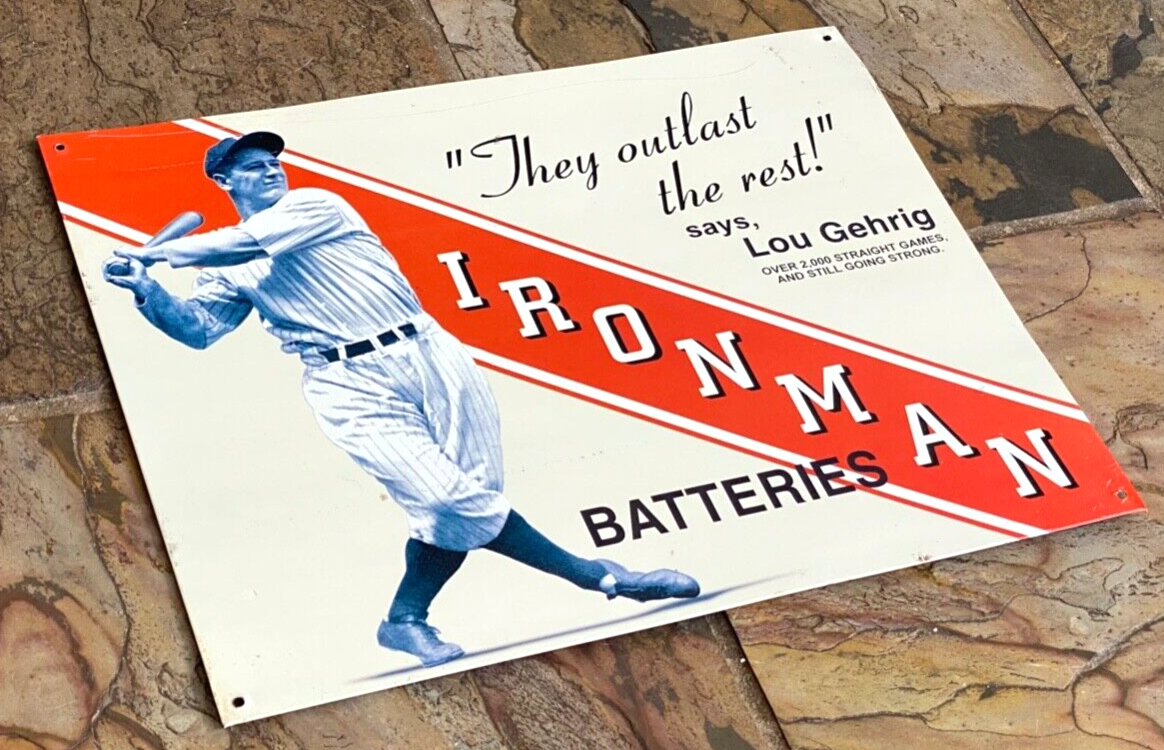 "They outlast
the rest!"
says,
Lou Gehrig
OVER 2,000 STRAIGHT GAMES,
AND STILL GOING STRONG.
IRONMAN
BATTERIES